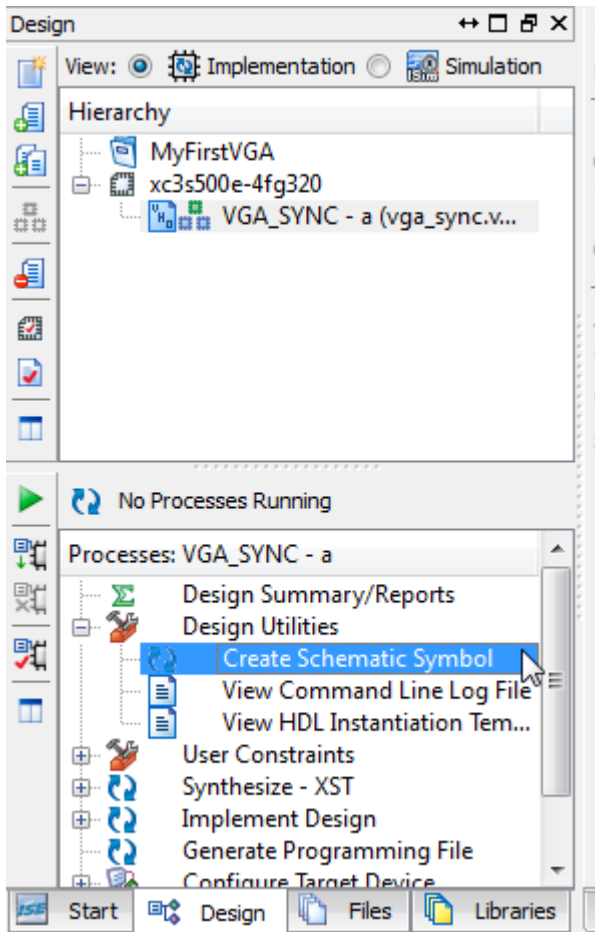 Design
View: Implementation Simulation
Hierarchy
MyFirstVGA
xc3s500e-4fg320
VGA_SYNC - a (vga_sync.v...
No Processes Running
Processes: VGA_SYNC - a
Design Summary/Reports
Design Utilities
Create Schematic Symbol
View Command Line Log File
View HDL Instantiation Tem...
User Constraints
Synthesize - XST
Implement Design
Generate Programming File
Configure Target Device
ISE Start Design Files Libraries